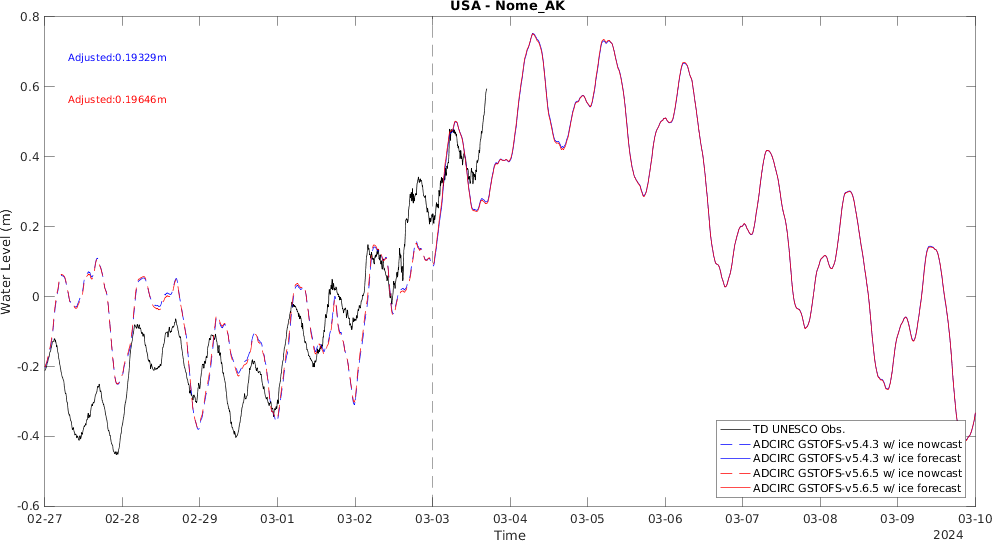 USA - Nome_AK
Adjusted:0.19329m
Adjusted:0.19646m
0.8
0.6
0.4
0.2
0
-0.2
-0.4
-0.6
Water Level (m)
TD UNESCO Obs.
ADCIRC GSTOFS-v5.4.3 w/ ice nowcast
ADCIRC GSTOFS-v5.4.3 w/ ice forecast
ADCIRC GSTOFS-v5.6.5 w/ ice nowcast
ADCIRC GSTOFS-v5.6.5 w/ ice forecast
02-27 02-28 02-29 03-01 03-02 03-03 03-04 03-05 03-06 03-07 03-08 03-09 03-10
Time
2024